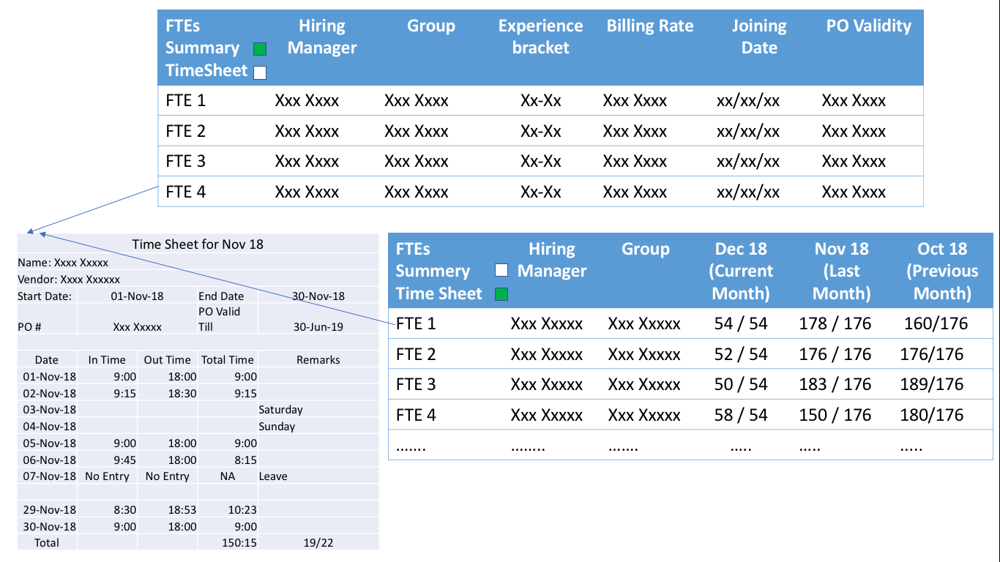 FTEs Summary TimeSheet Hiring Manager Group Experience bracket Billing Rate Joining Date PO Validity
FTE 1 Xxx Xxxx Xxx Xxxx Xx-Xx Xxx Xxxx xx/xx/xx Xxx Xxxx
FTE 2 Xxx Xxxx Xxx Xxxx Xx-Xx Xxx Xxxx xx/xx/xx Xxx Xxxx
FTE 3 Xxx Xxxx Xxx Xxxx Xx-Xx Xxx Xxxx xx/xx/xx Xxx Xxxx
FTE 4 Xxx Xxxx Xxx Xxxx Xx-Xx Xxx Xxxx xx/xx/xx Xxx Xxxx
Time Sheet for Nov 18
Name: Xxxx Xxxxx
Vendor: Xxxx Xxxxxx
Start Date: 01-Nov-18 End Date 30-Nov-18
PO # Xxx Xxxxx PO Valid Till 30-Jun-19
Date In Time Out Time Total Time Remarks
01-Nov-18 9:00 18:00 9:00
02-Nov-18 9:15 18:30 9:15
03-Nov-18 Saturday
04-Nov-18 Sunday
05-Nov-18 9:00 18:00 9:00
06-Nov-18 9:45 18:00 8:15
07-Nov-18 No Entry No Entry NA Leave
29-Nov-18 8:30 18:53 10:23
30-Nov-18 9:00 18:00 9:00
Total 150:15 19/22
FTEs Summery Time Sheet Hiring Manager Group Dec 18 (Current Month) Nov 18 (Last Month) Oct 18 (Previous Month)
FTE 1 Xxx Xxxxx Xxx Xxxxx 54 / 54 178 / 176 160/176
FTE 2 Xxx Xxxxx Xxx Xxxxx 52 / 54 176 / 176 176/176
FTE 3 Xxx Xxxxx Xxx Xxxxx 50 / 54 183 / 176 189/176
FTE 4 Xxx Xxxxx Xxx Xxxxx 58 / 54 150 / 176 180/176
....... ........ ....... ..... ..... .....